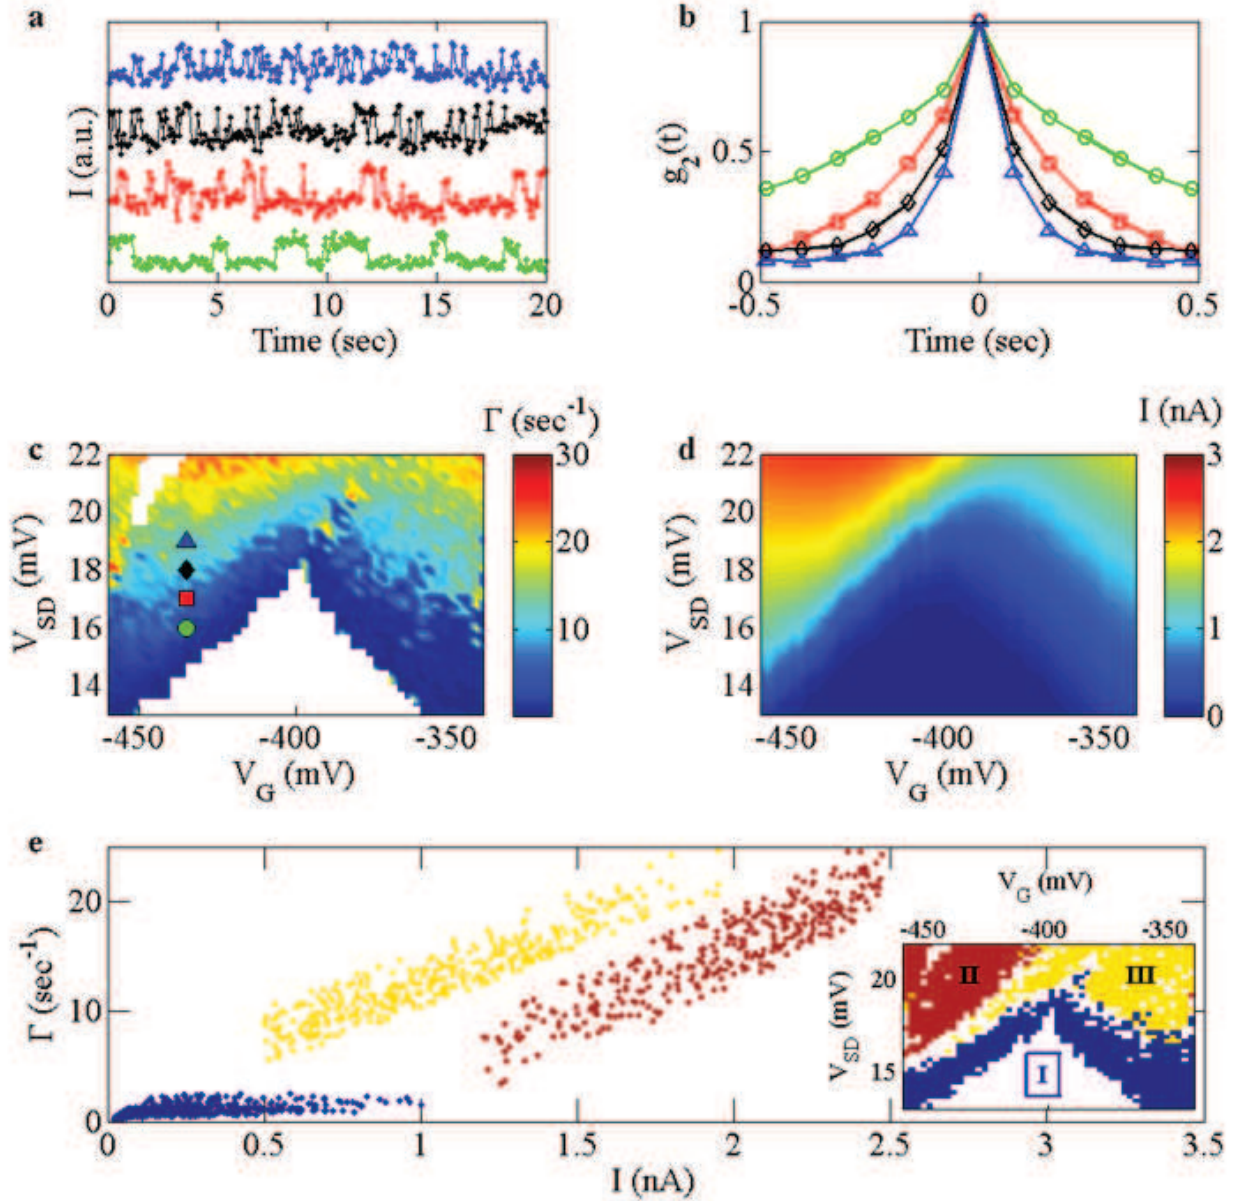 a
I (a.u.)
0 5 10 15 20
Time (sec)
b
g2(t)
1
0.5
0
-0.5 0 0.5
Time (sec)
c
Γ (sec-1)
VSD (mV)
22
20
18
16
14
-450 -400 -350
VG (mV)
30
20
10
d
I (nA)
VSD (mV)
22
20
18
16
14
-450 -400 -350
VG (mV)
3
2
1
0
e
Γ (sec-1)
20
10
0
0 0.5 1 1.5 2 2.5 3 3.5
I (nA)
VG (mV)
-450 -400 -350
VSD (mV)
20
15
II
III
I